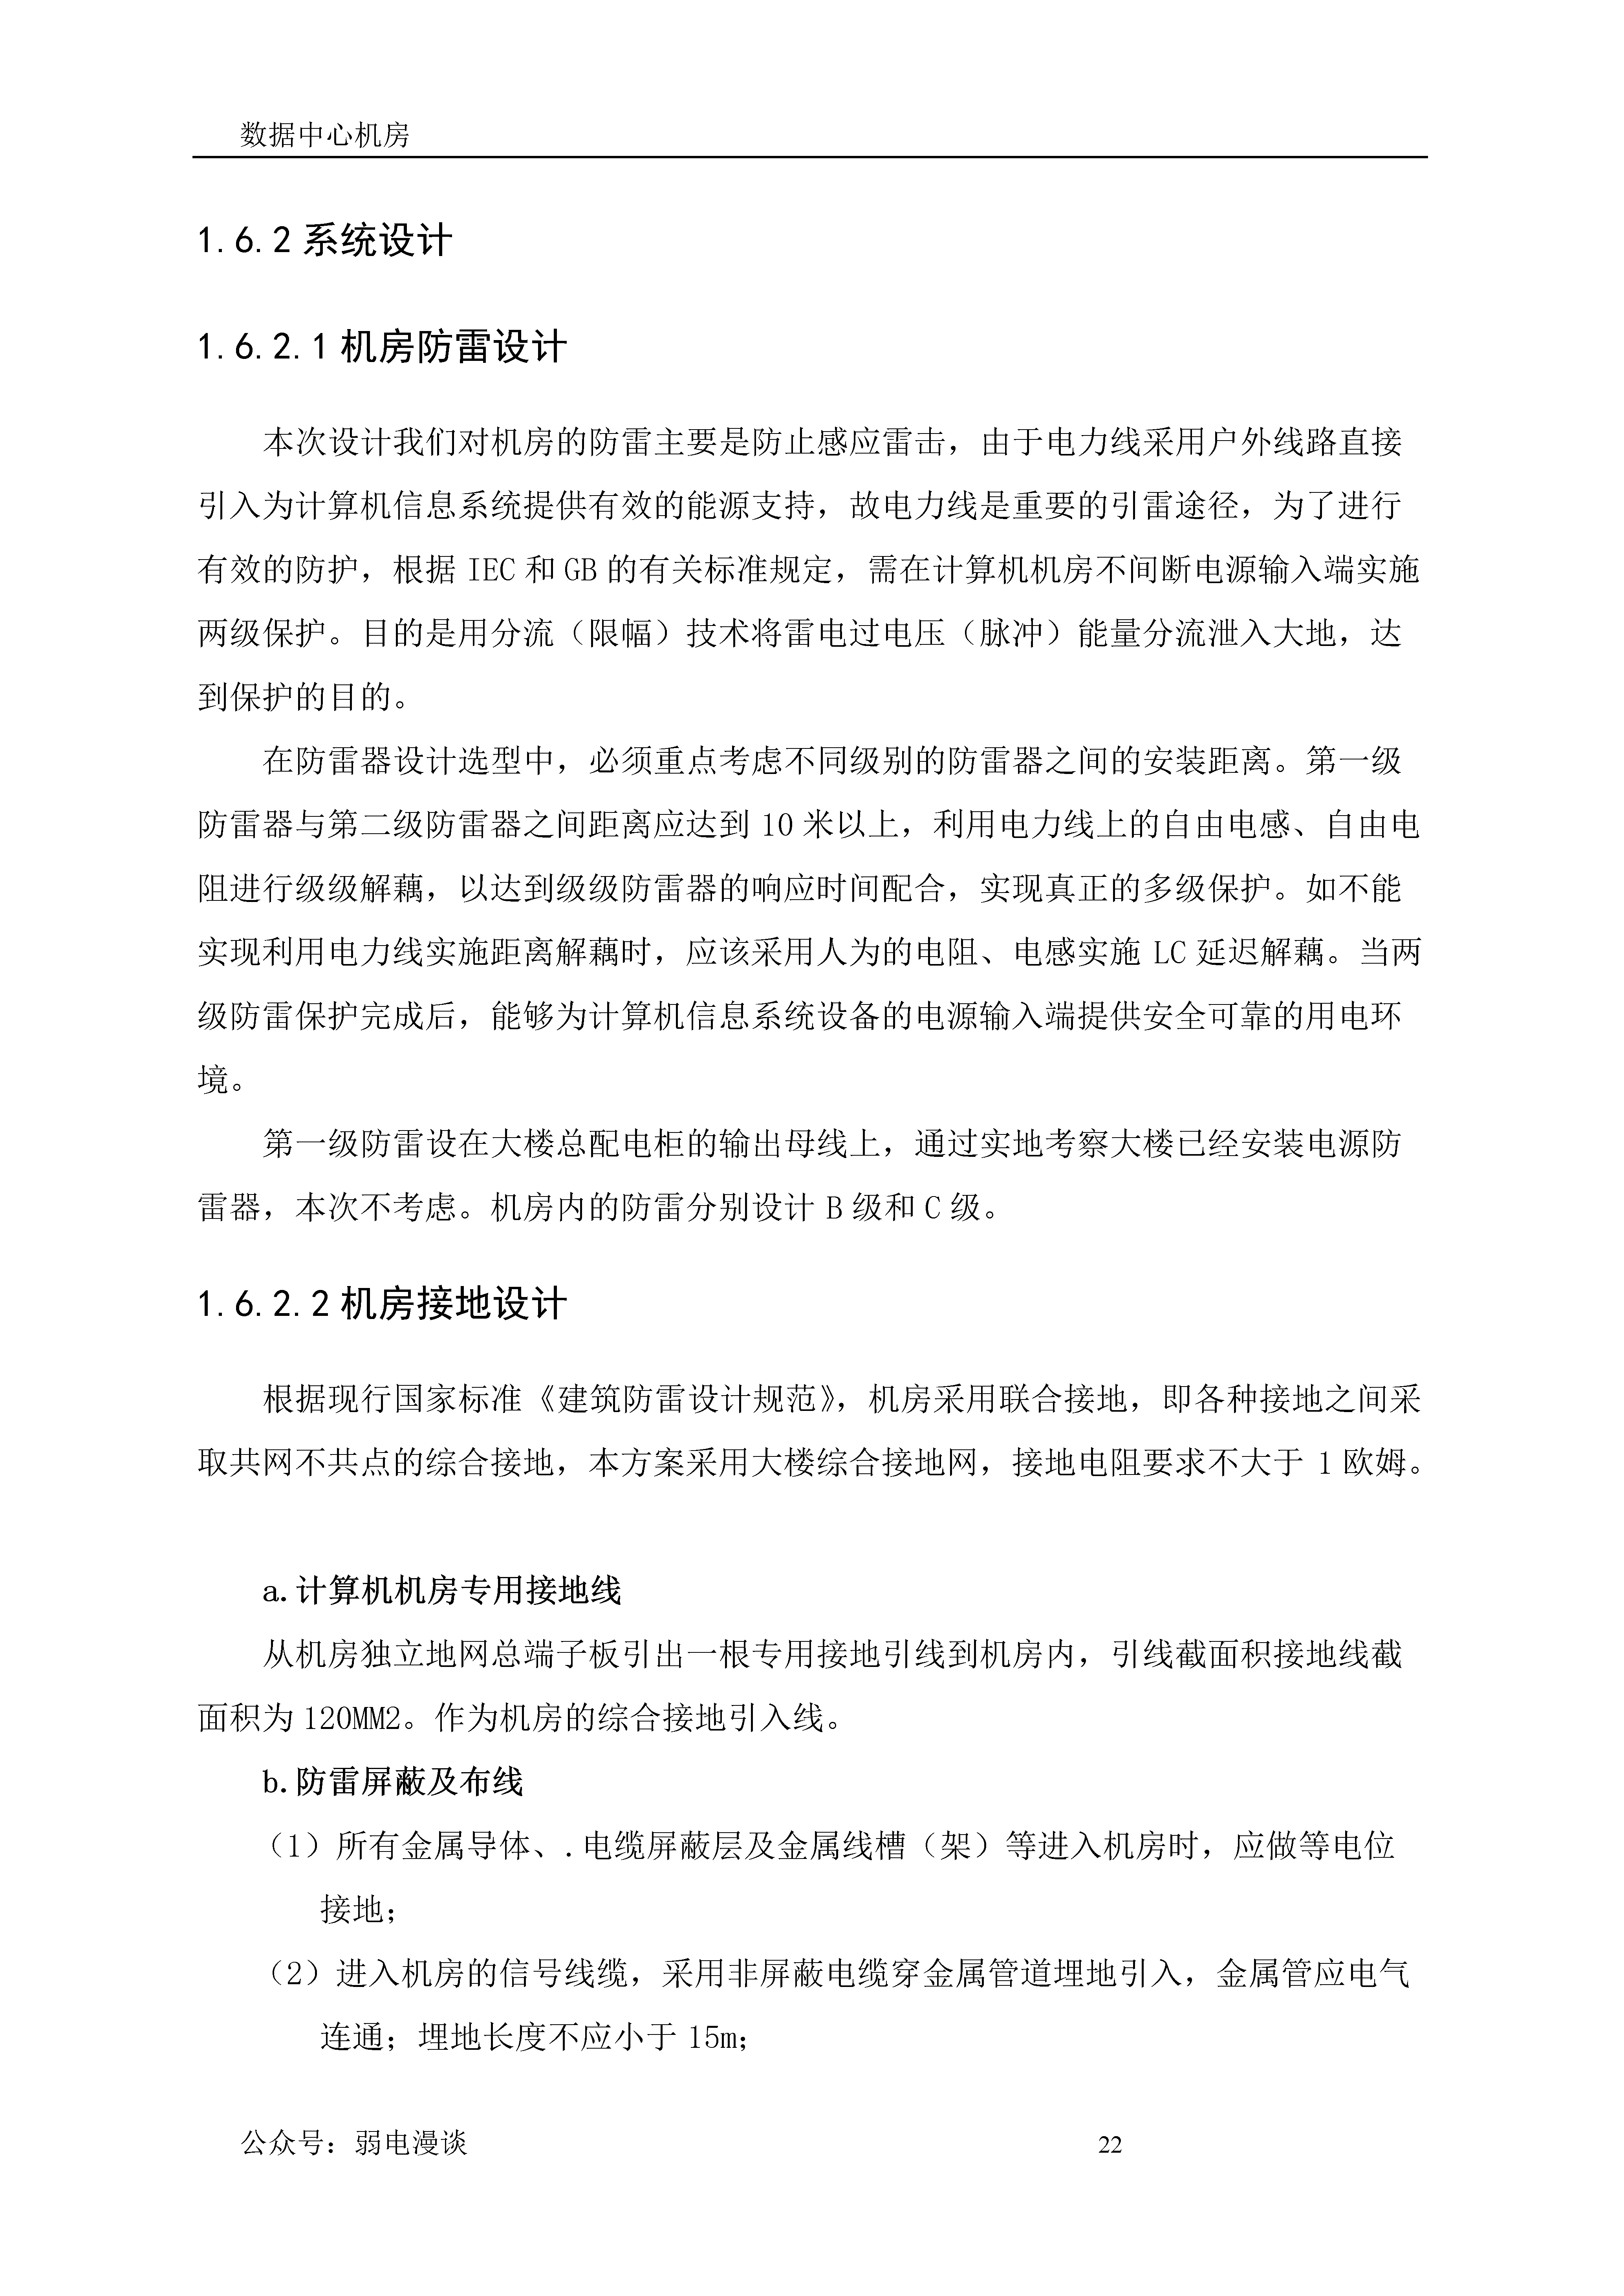 数据中心机房
1.6.2 系统设计
1.6.2.1 机房防雷设计
本次设计我们对机房的防雷主要是防止感应雷击，由于电力线采用户外线路直接
引入为计算机信息系统提供有效的能源支持，故电力线是重要的引雷途径，为了进行
有效的防护，根据 IEC 和 GB 的有关标准规定，需在计算机机房不间断电源输入端实施
两级保护。目的是用分流（限幅）技术将雷电过电压（脉冲）能量分流泄入大地，达
到保护的目的。
在防雷器设计选型中，必须重点考虑不同级别的防雷器之间的安装距离。第一级
防雷器与第二级防雷器之间距离应达到 10 米以上，利用电力线上的自由电感、自由电
阻进行级级解藕，以达到级级防雷器的响应时间配合，实现真正的多级保护。如不能
实现利用电力线实施距离解藕时，应该采用人为的电阻、电感实施 LC 延迟解藕。当两
级防雷保护完成后，能够为计算机信息系统设备的电源输入端提供安全可靠的用电环
境。
第一级防雷设在大楼总配电柜的输出母线上，通过实地考察大楼已经安装电源防
雷器，本次不考虑。机房内的防雷分别设计 B 级和 C 级。
1.6.2.2 机房接地设计
根据现行国家标准《建筑防雷设计规范》，机房采用联合接地，即各种接地之间采
取共网不共点的综合接地，本方案采用大楼综合接地网，接地电阻要求不大于 1 欧姆。
a.计算机机房专用接地线
从机房独立地网总端子板引出一根专用接地引线到机房内，引线截面积接地线截
面积为 120MM2。作为机房的综合接地引入线。
b.防雷屏蔽及布线
（1）所有金属导体、.电缆屏蔽层及金属线槽（架）等进入机房时，应做等电位
接地；
（2）进入机房的信号线缆，采用非屏蔽电缆穿金属管道埋地引入，金属管应电气
连通；埋地长度不应小于 15m；
公众号：弱电漫谈 22